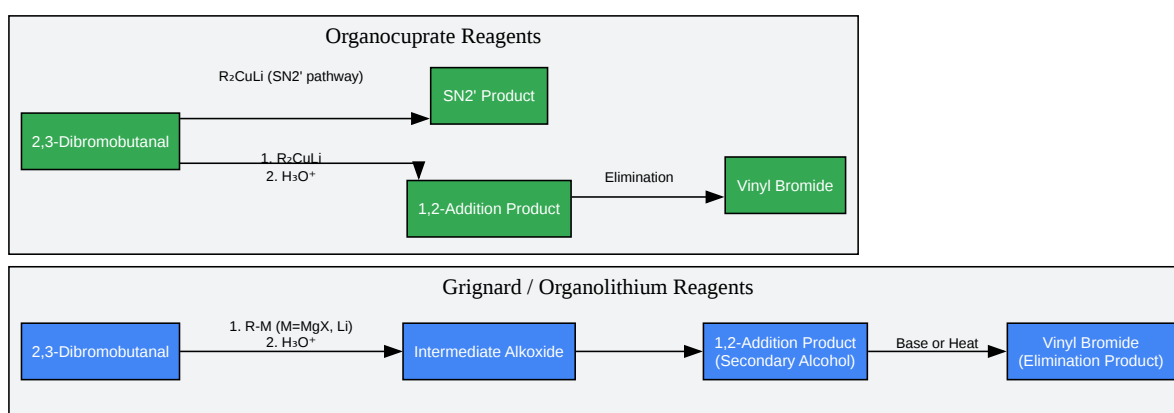 Organocuprate Reagents
R₂CuLi (SN2' pathway)
SN2' Product
2,3-Dibromobutanal
1. R₂CuLi
2. H₃O⁺
Elimination
Vinyl Bromide
1,2-Addition Product
Grignard / Organolithium Reagents
2,3-Dibromobutanal
1. R-M (M=MgX, Li)
2. H₃O⁺
Intermediate Alkoxide
1,2-Addition Product
(Secondary Alcohol)
Base or Heat
Vinyl Bromide
(Elimination Product)